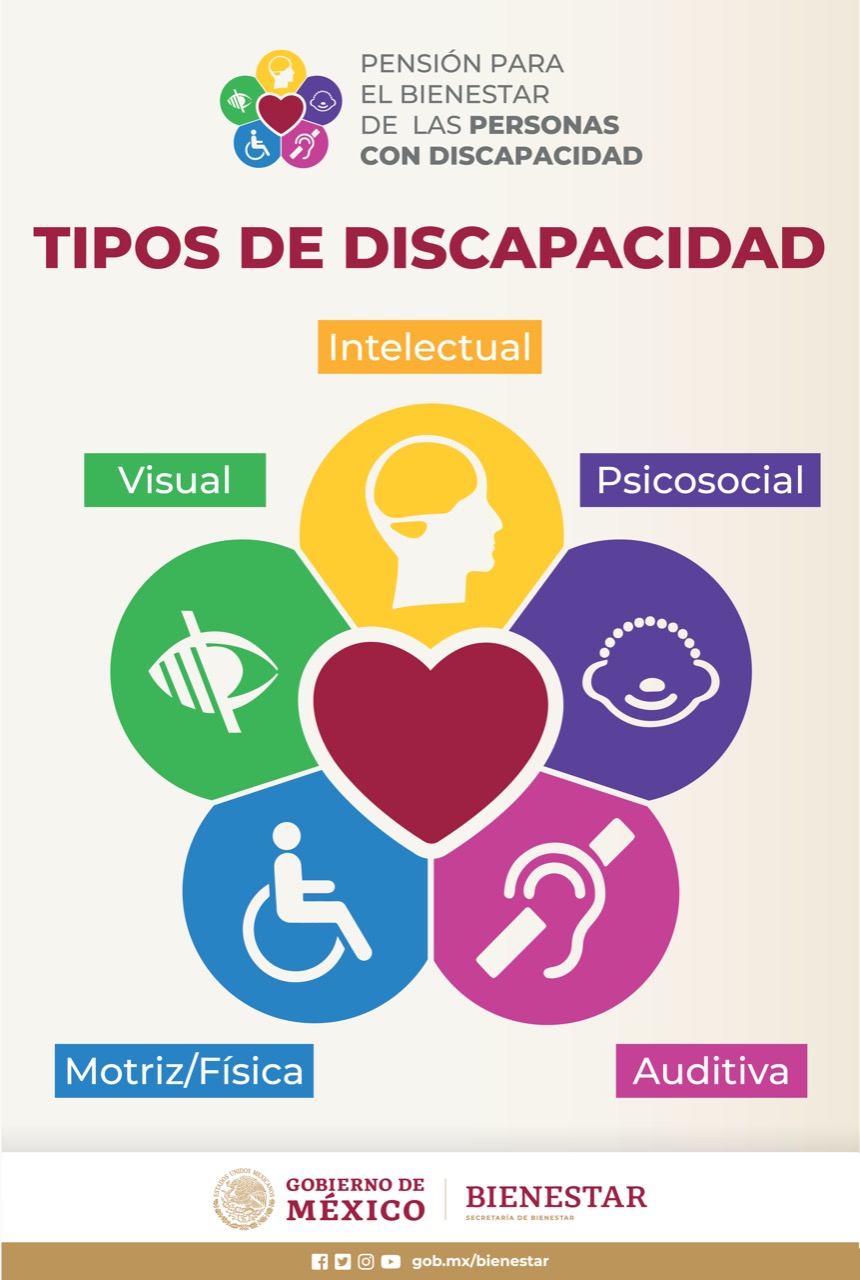 PENSIÓN PARA
EL BIENESTAR
DE LAS PERSONAS
CON DISCAPACIDAD
TIPOS DE DISCAPACIDAD
Intelectual
Visual
Psicosocial
Motriz/Física
Auditiva
ESTADOS UNIDOS MEXICANOS
GOBIERNO DE
MÉXICO
BIENESTAR
SECRETARÍA DE BIENESTAR
gob.mx/bienestar